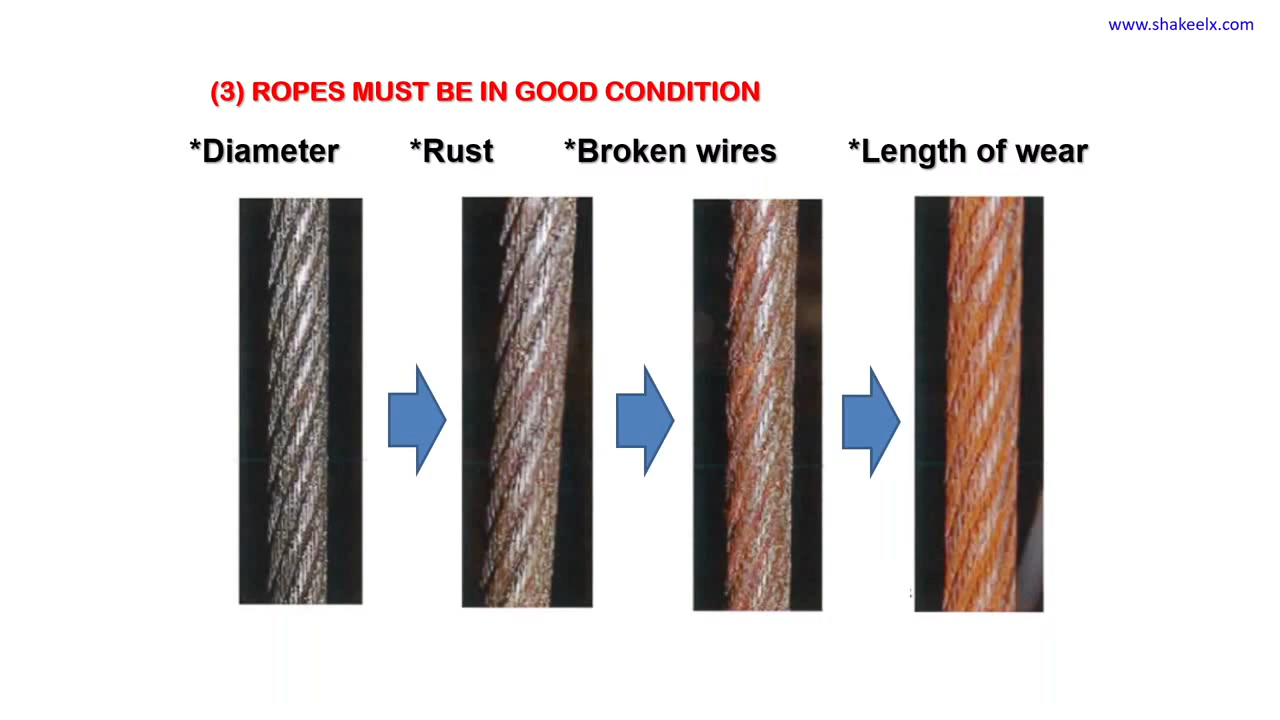 www.shakeelx.com
(3) ROPES MUST BE IN GOOD CONDITION
*Diameter *Rust *Broken wires *Length of wear